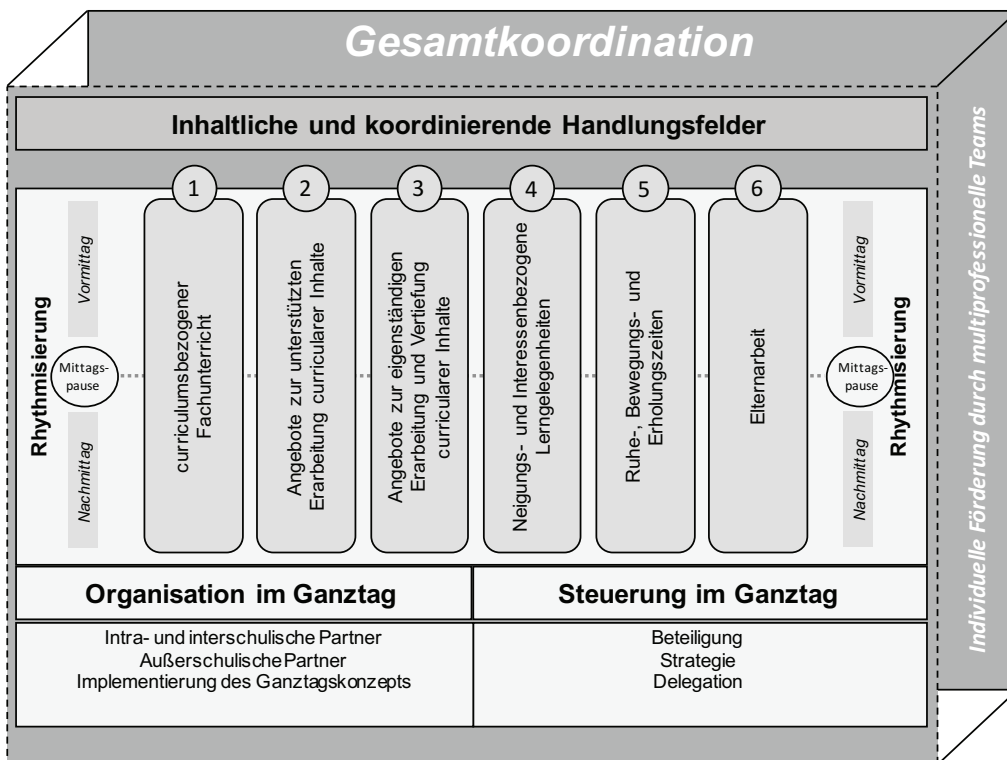 Gesamtkoordination
Inhaltliche und koordinierende Handlungsfelder
1
2
3
4
5
6
Rhythmisierung
Vormittag
Mittags-
pause
Nachmittag
curriculumsbezogener
Fachunterricht
Angebote zur unterstützten
Erarbeitung curricularer Inhalte
Angebote zur eigenständigen
Erarbeitung und Vertiefung
curricularer Inhalte
Neigungs- und Interessenbezogene
Lerngelegenheiten
Ruhe-, Bewegungs- und
Erholungszeiten
Elternarbeit
Vormittag
Mittags-
pause
Nachmittag
Rhythmisierung
Individuelle Förderung durch multiprofessionelle Teams
Organisation im Ganztag
Intra- und interschulische Partner
Außerschulische Partner
Implementierung des Ganztagskonzepts
Steuerung im Ganztag
Beteiligung
Strategie
Delegation